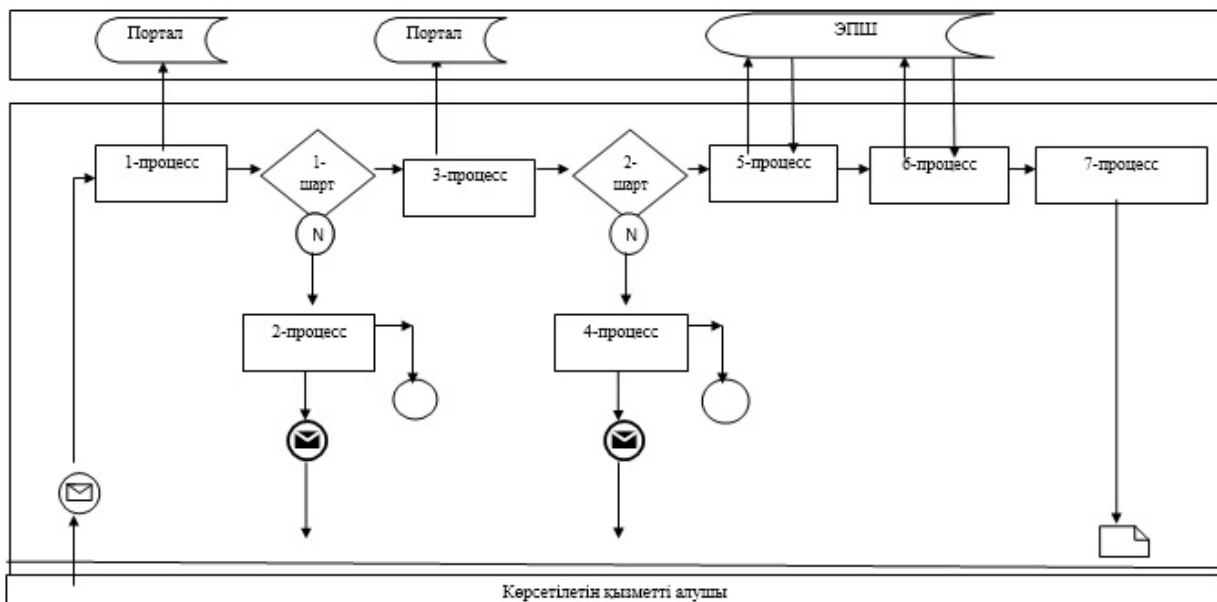 Портал
Портал
ЭПШ
1-процесс
1-
шарт
3-процесс
2-
шарт
5-процесс
6-процесс
7-процесс
N
N
2-процесс
4-процесс
Көрсетілетін қызметті алушы